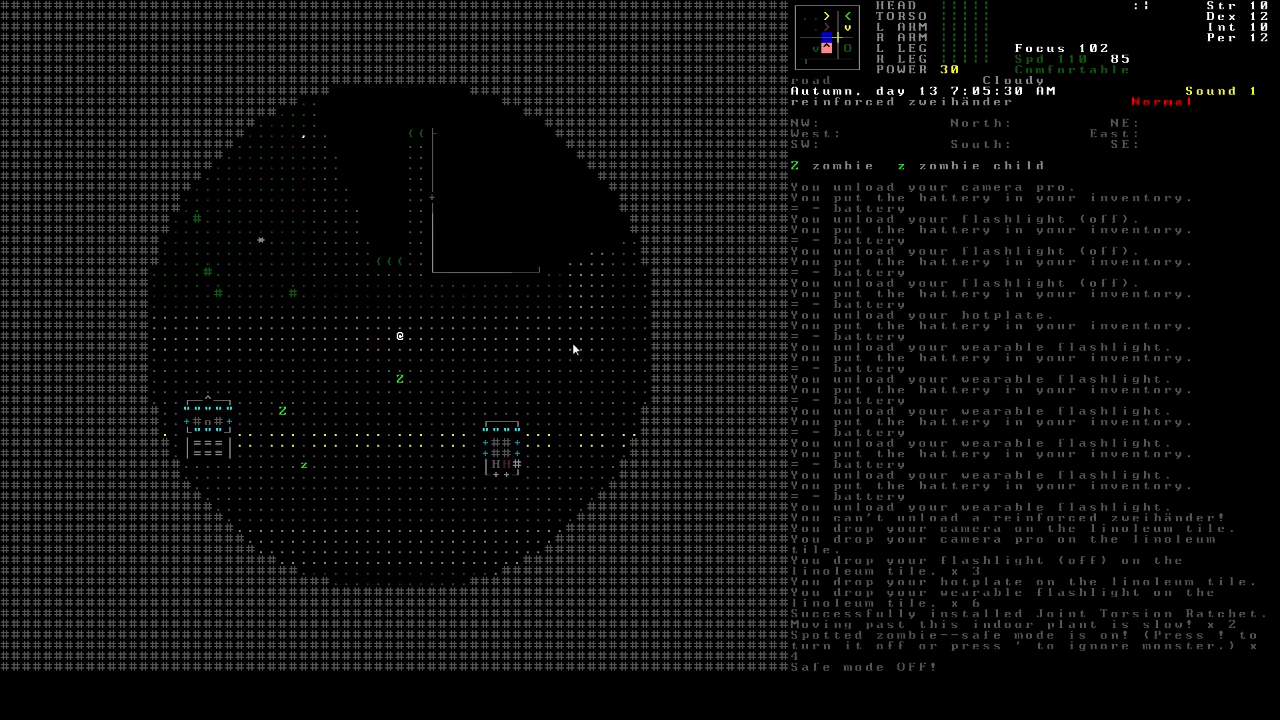 HEAD ::::: :! Str 10
TORSO ::::: Dex 12
L ARM ::::: Int 10
R ARM ::::: Per 12
L LEG ::::: Focus 102
R LEG ::::: Spd 110 85
POWER 30 Comfortable
road Cloudy
Autumn. day 13 7:05:30 AM Sound 1
reinforced zweihänder Normal
NW: North: NE:
West: East:
SW: South: SE:
Z zombie z zombie child
You unload your camera pro.
You put the battery in your inventory.
= - battery
You unload your flashlight (off).
You put the battery in your inventory.
= - battery
You unload your flashlight (off).
You put the battery in your inventory.
= - battery
You unload your flashlight (off).
You put the battery in your inventory.
= - battery
You unload your hotplate.
You put the battery in your inventory.
= - battery
You unload your wearable flashlight.
You put the battery in your inventory.
= - battery
You unload your wearable flashlight.
You put the battery in your inventory.
= - battery
You unload your wearable flashlight.
You put the battery in your inventory.
= - battery
You unload your wearable flashlight.
You put the battery in your inventory.
= - battery
You unload your wearable flashlight.
You put the battery in your inventory.
= - battery
You unload your wearable flashlight.
You can't unload a reinforced zweihänder!
You drop your camera on the linoleum tile.
You drop your camera pro on the linoleum
tile.
You drop your flashlight (off) on the
linoleum tile. x 3
You drop your hotplate on the linoleum tile.
You drop your wearable flashlight on the
linoleum tile. x 6
Successfully installed Joint Torsion Ratchet.
Moving past this indoor plant is slow! x 2
Spotted zombie--safe mode is on! (Press ! to
turn it off or press ' to ignore monster.) x
4
Safe mode OFF!